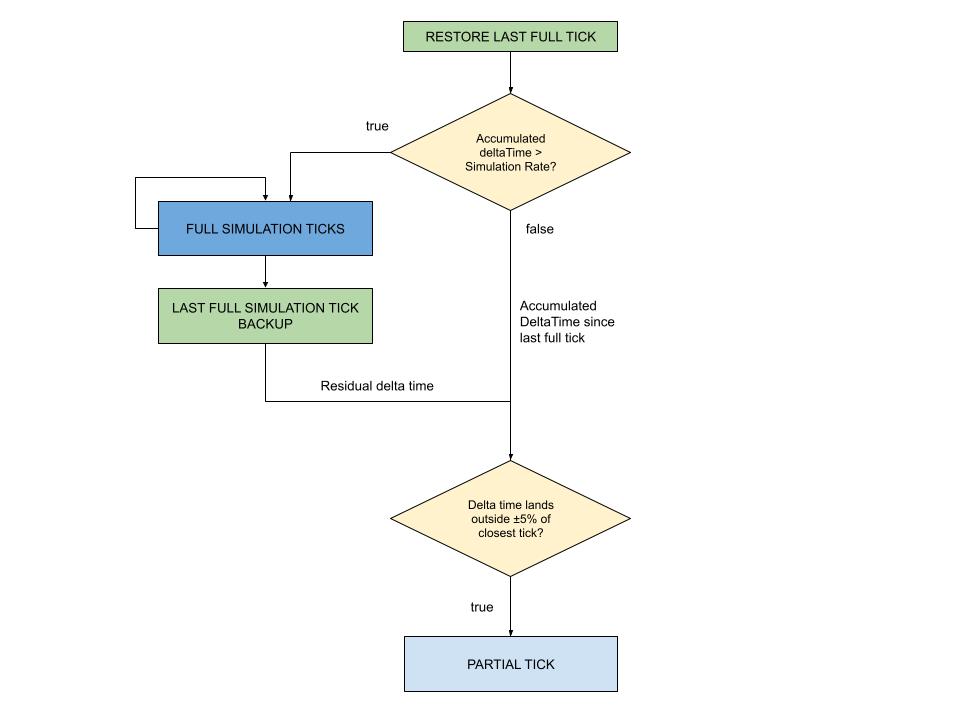 RESTORE LAST FULL TICK
true
Accumulated
deltaTime >
Simulation Rate?
FULL SIMULATION TICKS
false
LAST FULL SIMULATION TICK
BACKUP
Accumulated
DeltaTime since
last full tick
Residual delta time
Delta time lands
outside ±5% of
closest tick?
true
PARTIAL TICK